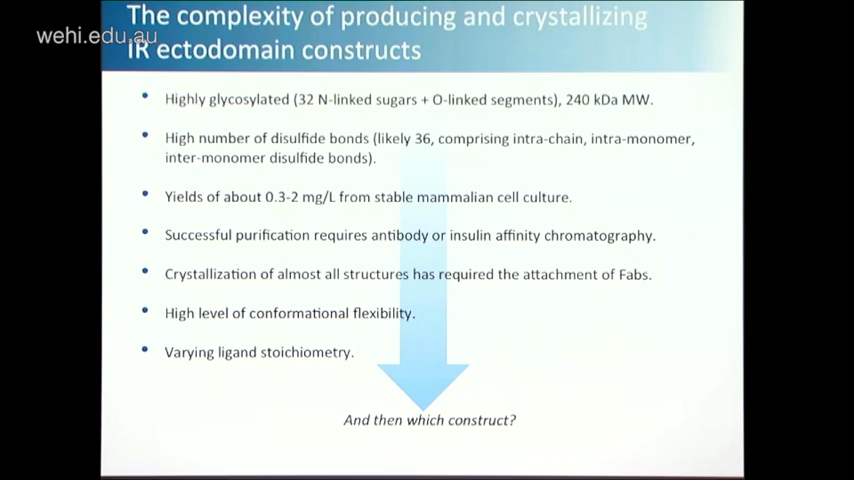 The complexity of producing and crystallizing
wehi.edu.au
IR ectodomain constructs
• Highly glycosylated (32 N-linked sugars + O-linked segments), 240 kDa MW.
• High number of disulfide bonds (likely 36, comprising intra-chain, intra-monomer,
inter-monomer disulfide bonds).
• Yields of about 0.3-2 mg/L from stable mammalian cell culture.
• Successful purification requires antibody or insulin affinity chromatography.
• Crystallization of almost all structures has required the attachment of Fabs.
• High level of conformational flexibility.
• Varying ligand stoichiometry.
And then which construct?